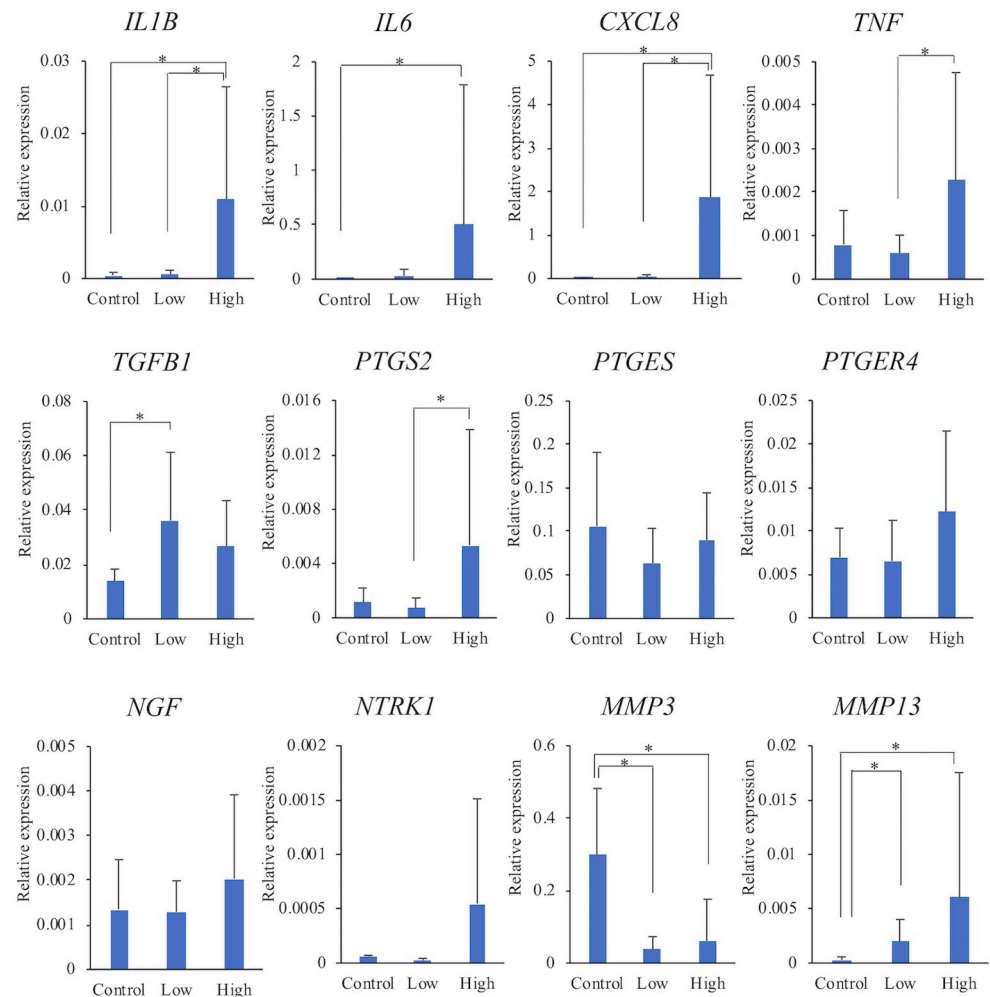 IL1B
IL6
CXCL8
TNF
Relative expression
0.03
0.02
0.01
0
*
*
Control Low High
Relative expression
2
1.5
1
0.5
0
*
Control Low High
Relative expression
5
4
3
2
1
0
*
*
Control Low High
Relative expression
0.005
0.004
0.003
0.002
0.001
0
*
Control Low High
TGFB1
PTGS2
PTGES
PTGER4
Relative expression
0.08
0.06
0.04
0.02
0
*
Control Low High
Relative expression
0.016
0.012
0.008
0.004
0
*
Control Low High
Relative expression
0.25
0.2
0.15
0.1
0.05
0
Control Low High
Relative expression
0.025
0.02
0.015
0.01
0.005
0
Control Low High
NGF
NTRK1
MMP3
MMP13
Relative expression
0.005
0.004
0.003
0.002
0.001
0
Control Low High
Relative expression
0.002
0.0015
0.001
0.0005
0
Control Low High
Relative expression
0.6
0.4
0.2
0
*
*
Control Low High
Relative expression
0.02
0.015
0.01
0.005
0
*
*
Control Low High